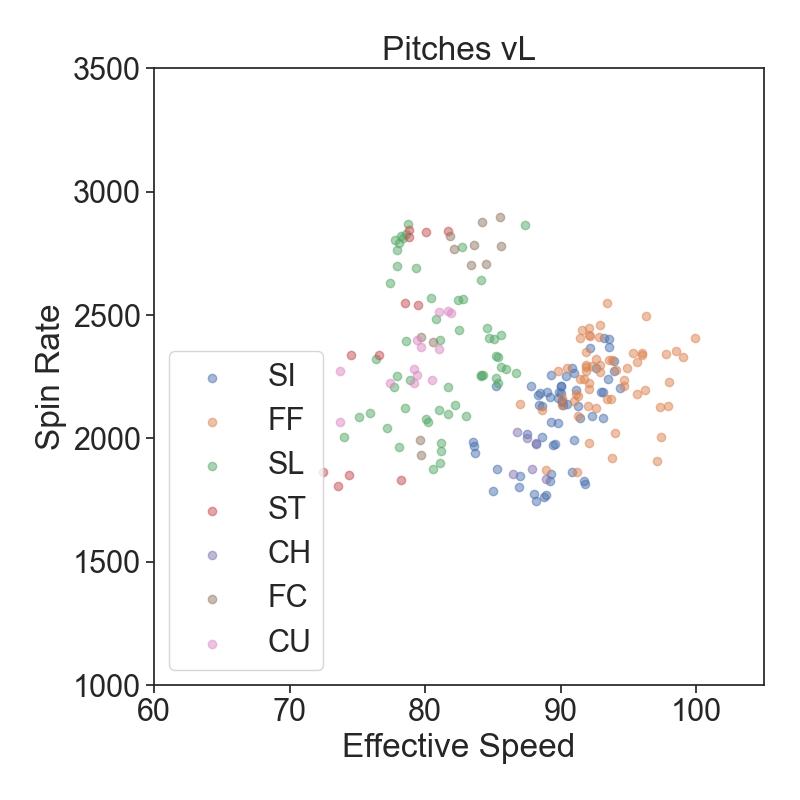 Pitches vL
3500
3000
2500
2000
1500
1000
Spin Rate
SI
FF
SL
ST
CH
FC
CU
60 70 80 90 100
Effective Speed